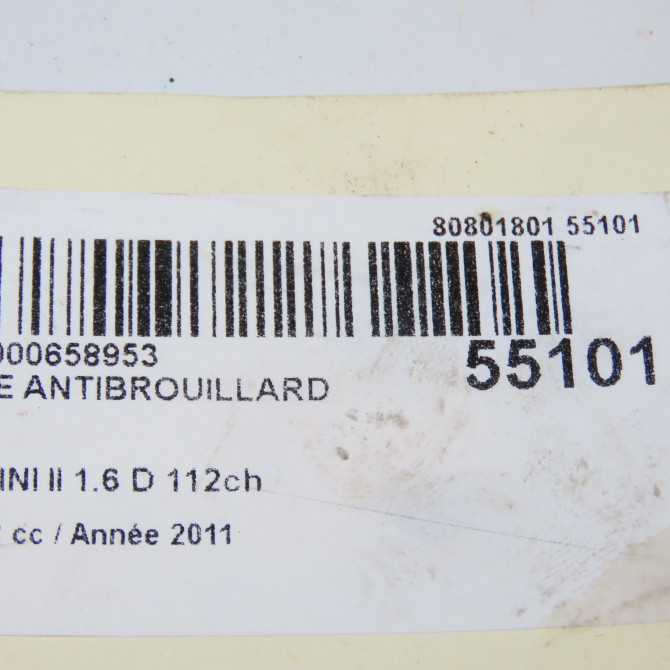 80801801 55101
000658953
55101
E ANTIBROUILLARD
INI II 1.6 D 112ch
cc / Année 2011